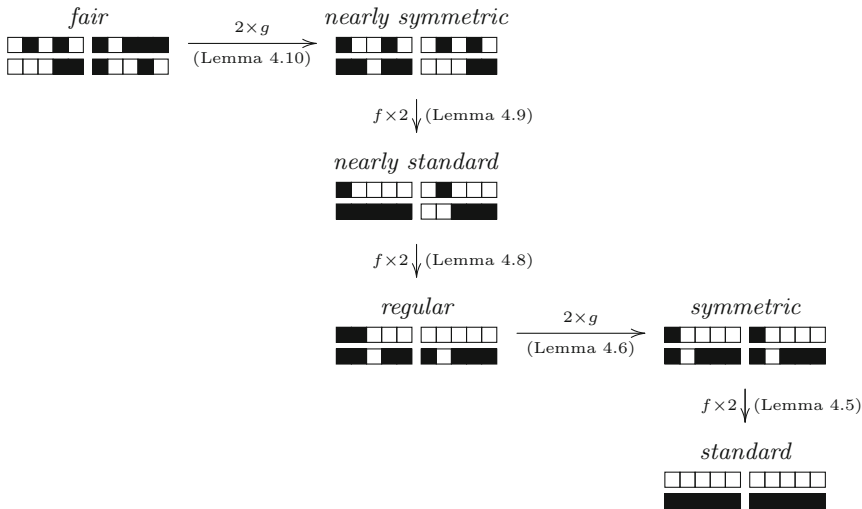 fair 2×g nearly symmetric
(Lemma 4.10)
f×2 (Lemma 4.9)
nearly standard
f×2 (Lemma 4.8)
regular 2×g symmetric
(Lemma 4.6)
f×2 (Lemma 4.5)
standard